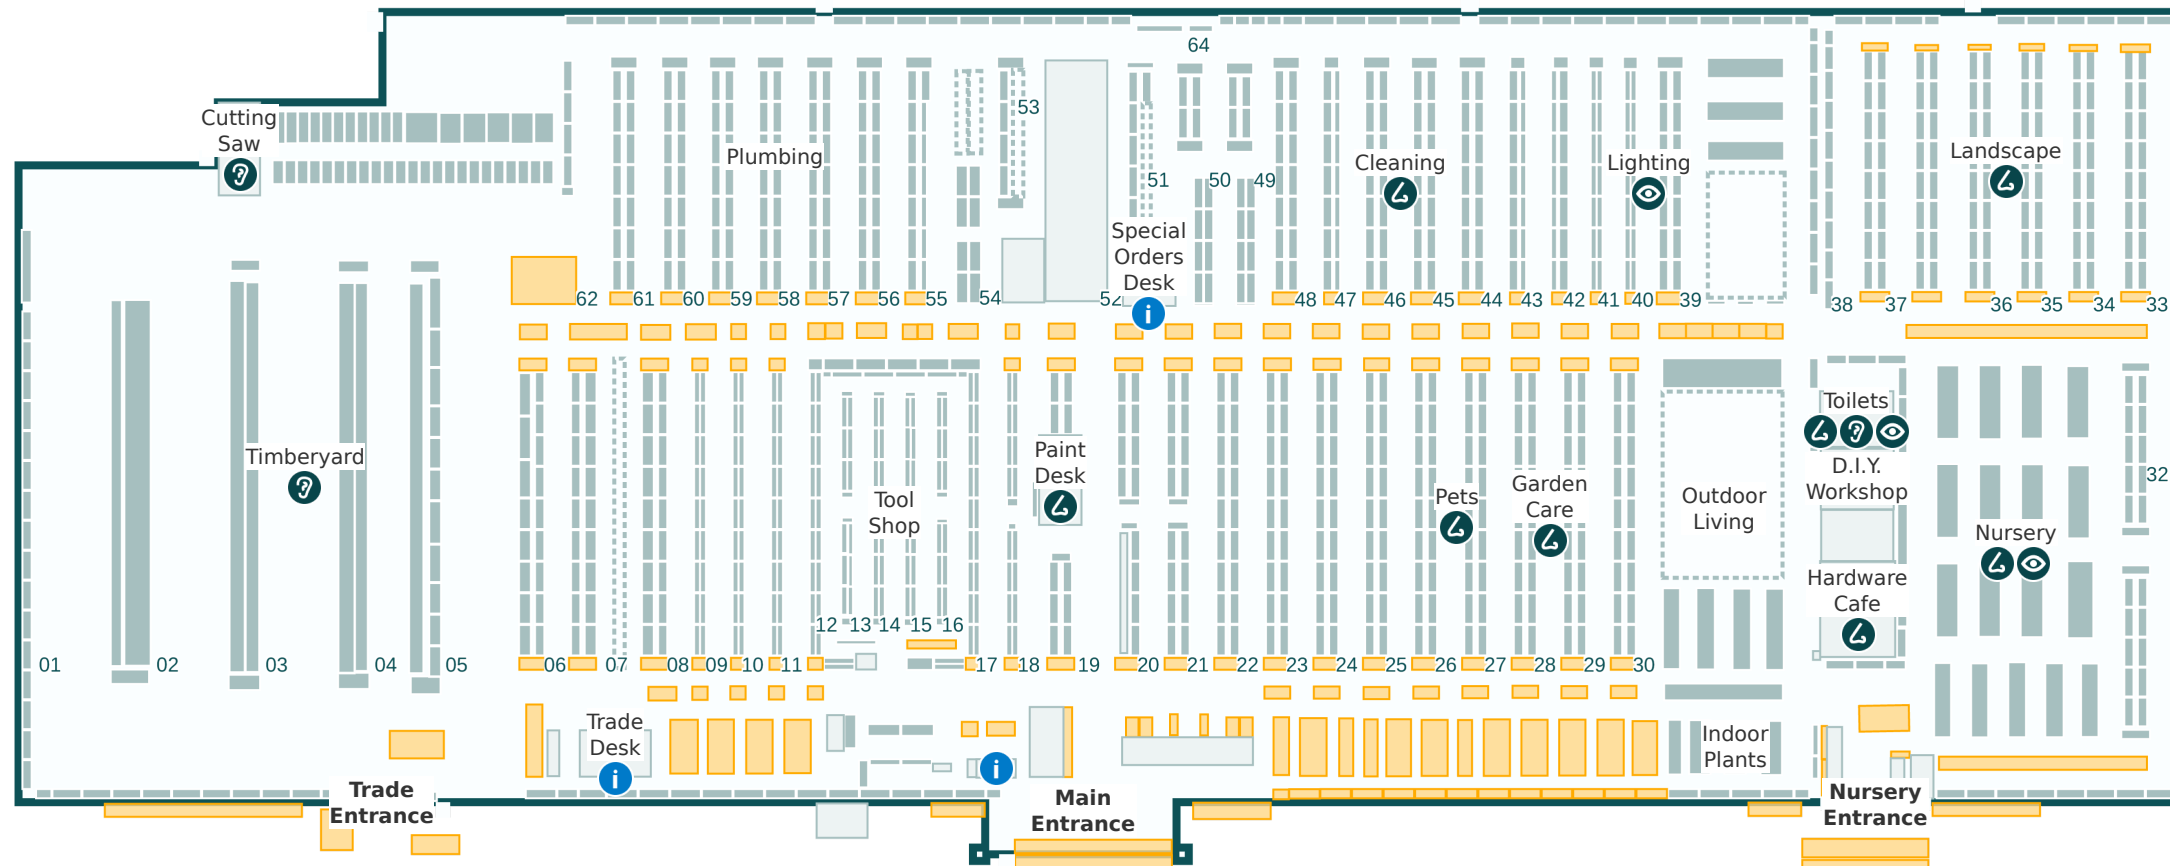 64
Cutting
Saw
53
Plumbing
Cleaning
Lighting
Landscape
51
50
49
Special
Orders
Desk
62
61
60
59
58
57
56
55
54
52
48
47
46
45
44
43
42
41
40
39
38
37
36
35
34
33
Timberyard
Tool
Shop
Paint
Desk
Pets
Garden
Care
Outdoor
Living
Toilets
D.I.Y.
Workshop
32
Nursery
Hardware
Cafe
12
13
14
15
16
01
02
03
04
05
06
07
08
09
10
11
17
18
19
20
21
22
23
24
25
26
27
28
29
30
Trade
Desk
i
i
i
Indoor
Plants
Trade
Entrance
Main
Entrance
Nursery
Entrance